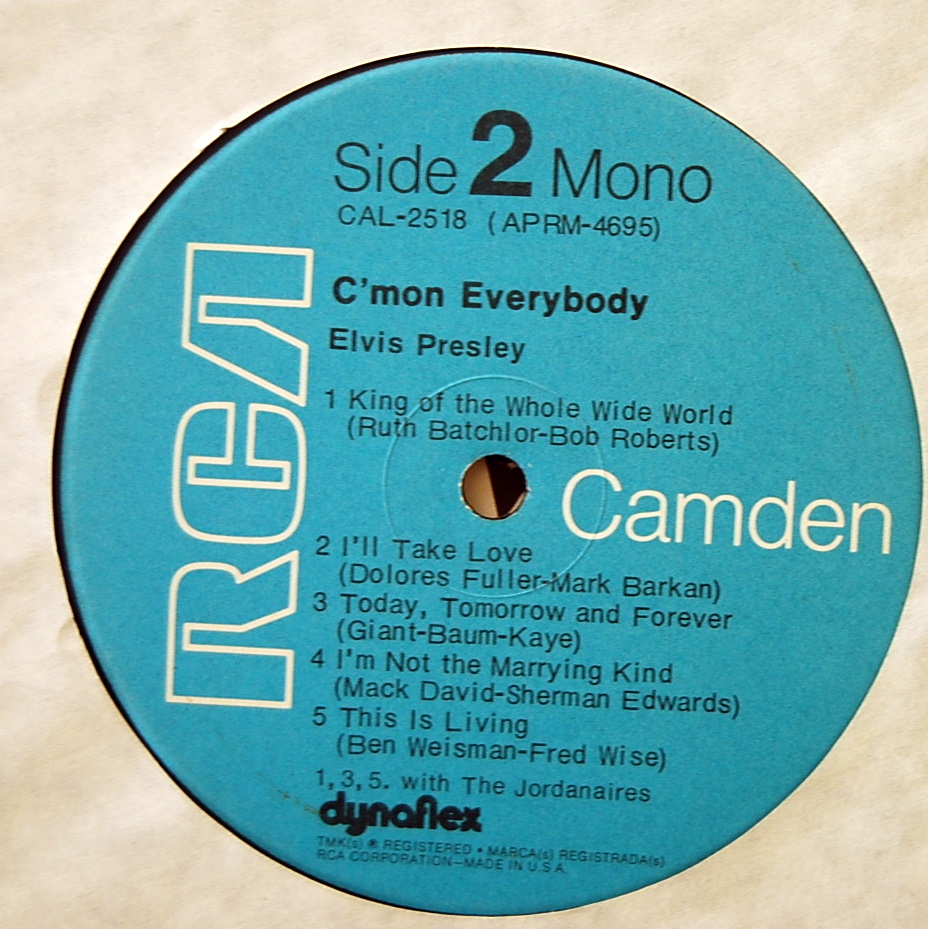 Side 2 Mono
CAL-2518 (APRM-4695)
C'mon Everybody
Elvis Presley
1 King of the Whole Wide World
(Ruth Batchlor-Bob Roberts)
RCA
Camden
2 I'll Take Love
(Dolores Fuller-Mark Barkan)
3 Today, Tomorrow and Forever
(Giant-Baum-Kaye)
4 I'm Not the Marrying Kind
(Mack David-Sherman Edwards)
5 This Is Living
(Ben Weisman-Fred Wise)
1, 3, 5. with The Jordanaires
dynaflex
TMK(s) ® REGISTERED • MARCA(s) REGISTRADA(s)
RCA CORPORATION—MADE IN U.S.A.